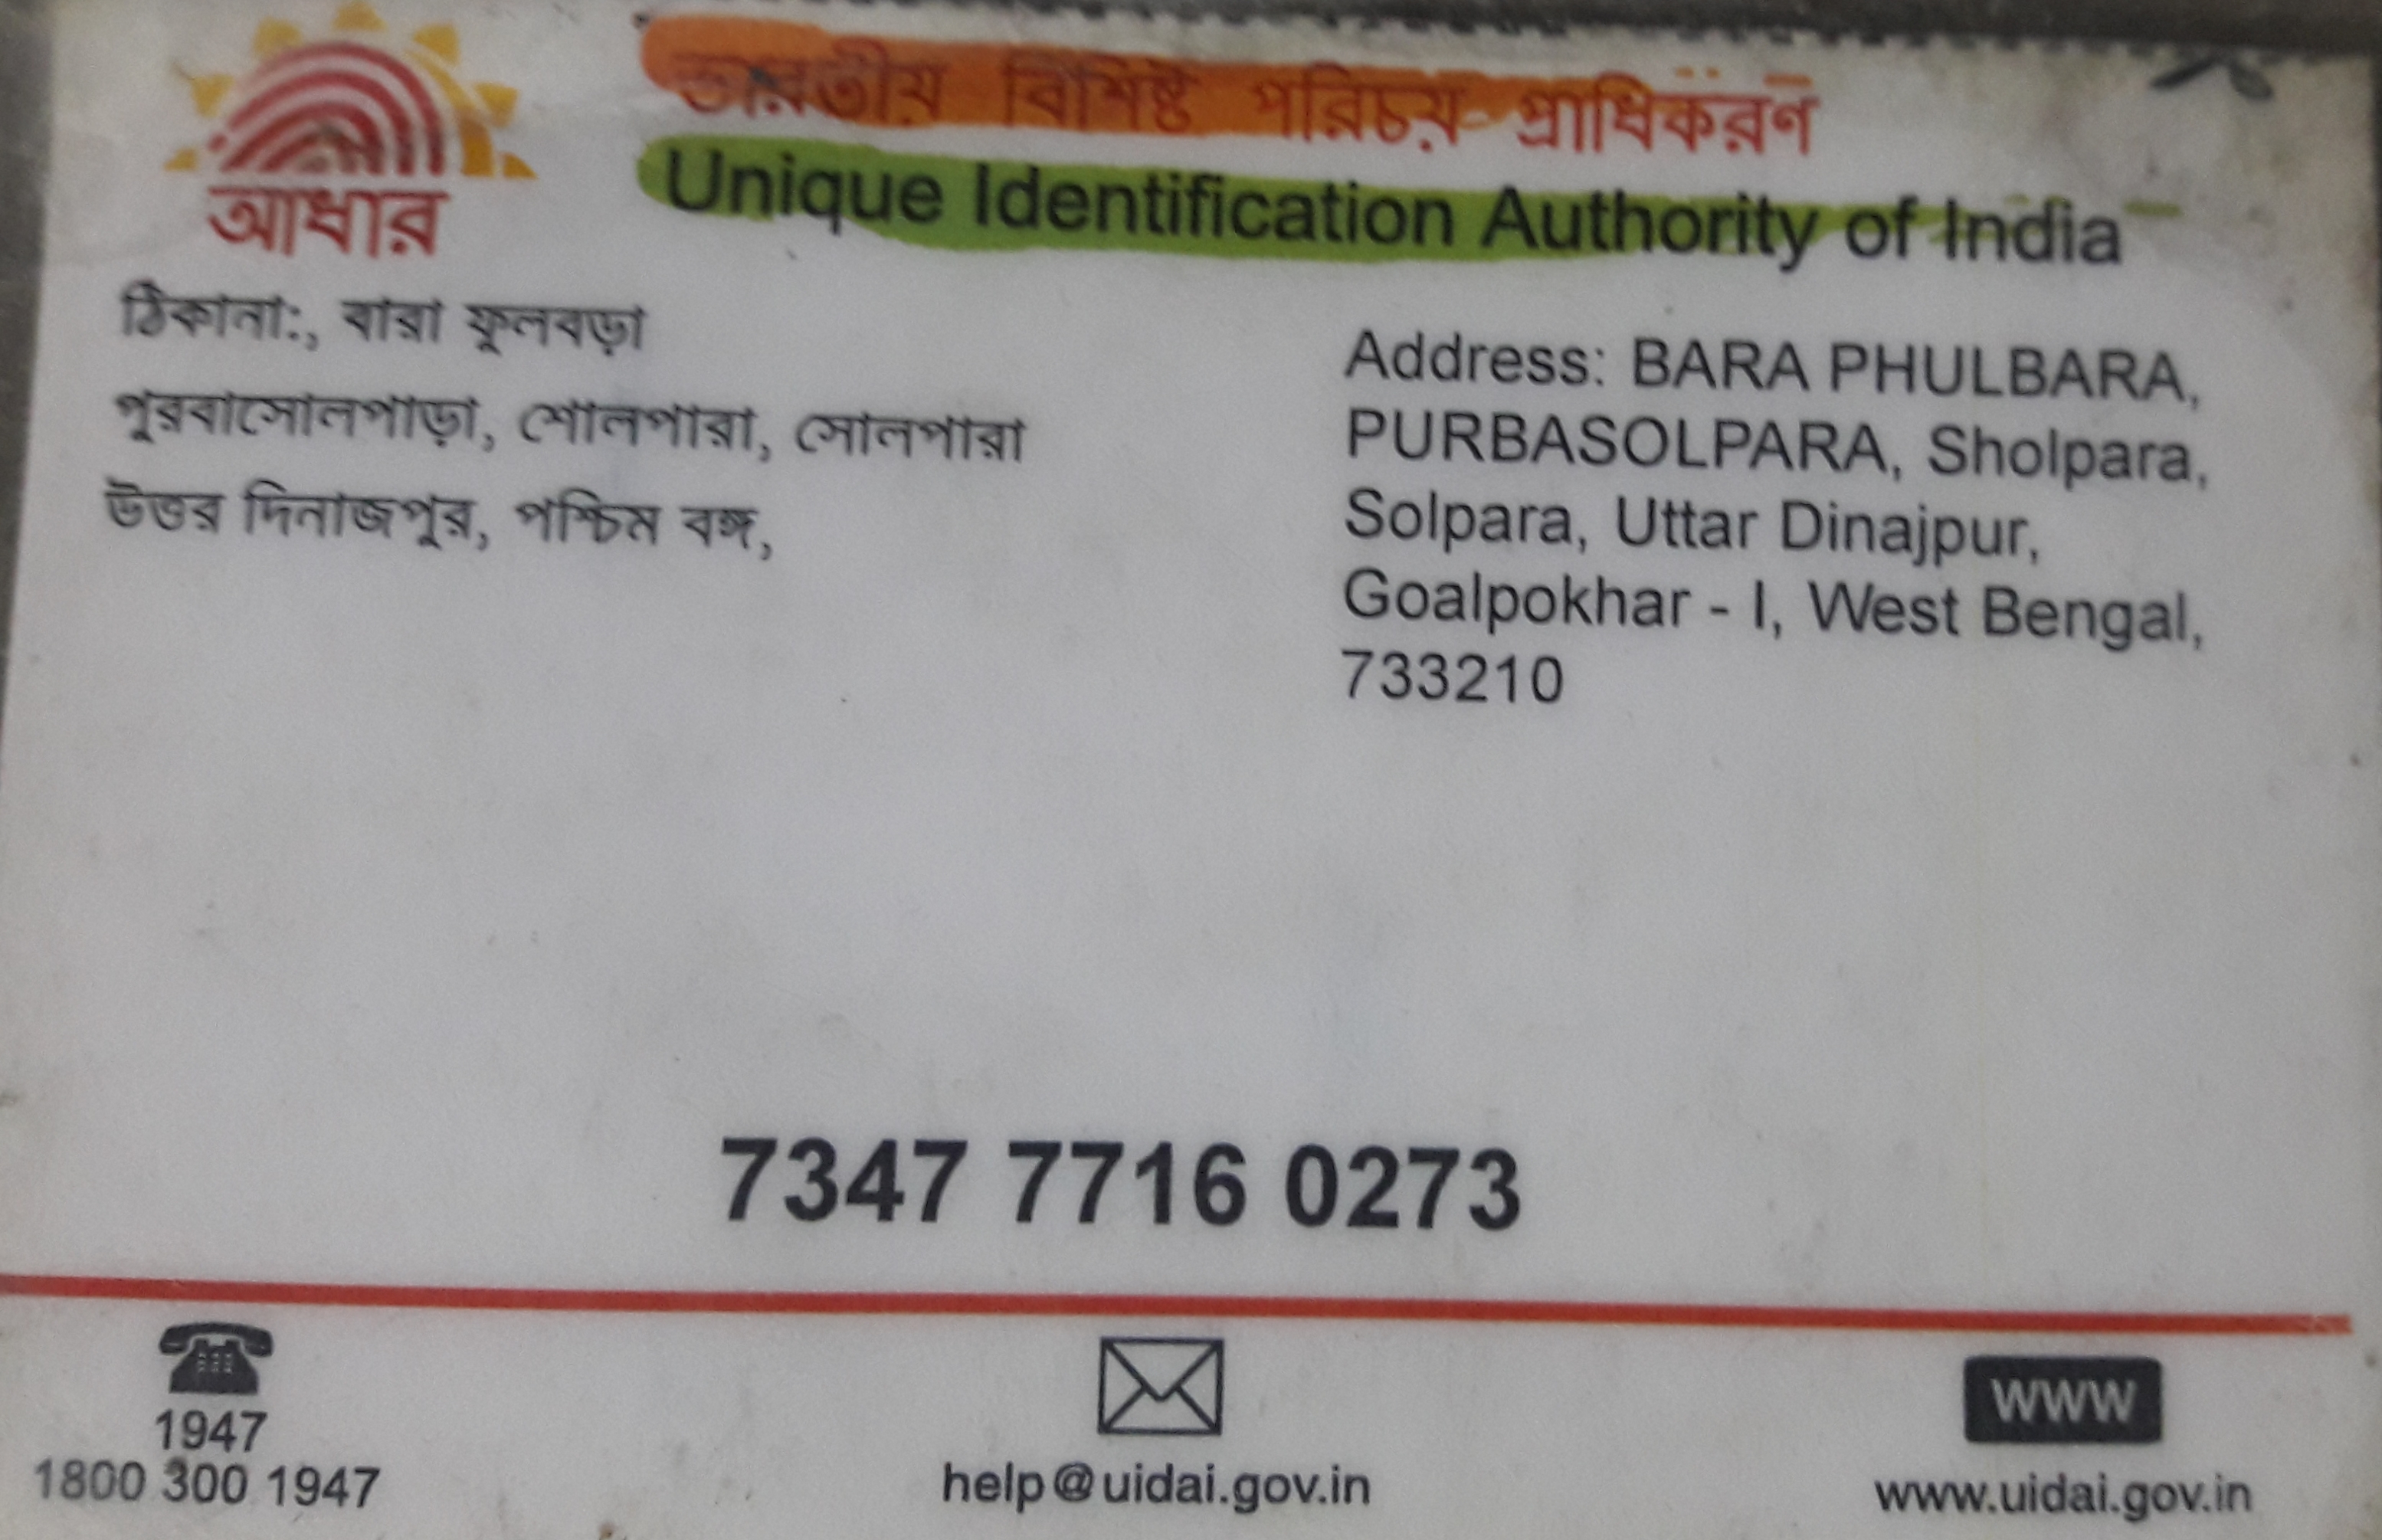 ভারতীয় বিশিষ্ট পরিচয় প্রাধিকরণ
Unique Identification Authority of India
আধার
ঠিকানা:, বারা ফুলবড়া
পুরবাসোলপাড়া, শোলপারা, সোলপারা
উত্তর দিনাজপুর, পশ্চিম বঙ্গ,
Address: BARA PHULBARA,
PURBASOLPARA, Sholpara,
Solpara, Uttar Dinajpur,
Goalpokhar - I, West Bengal,
733210
7347 7716 0273
1947
1800 300 1947
help@uidai.gov.in
www
www.uidai.gov.in